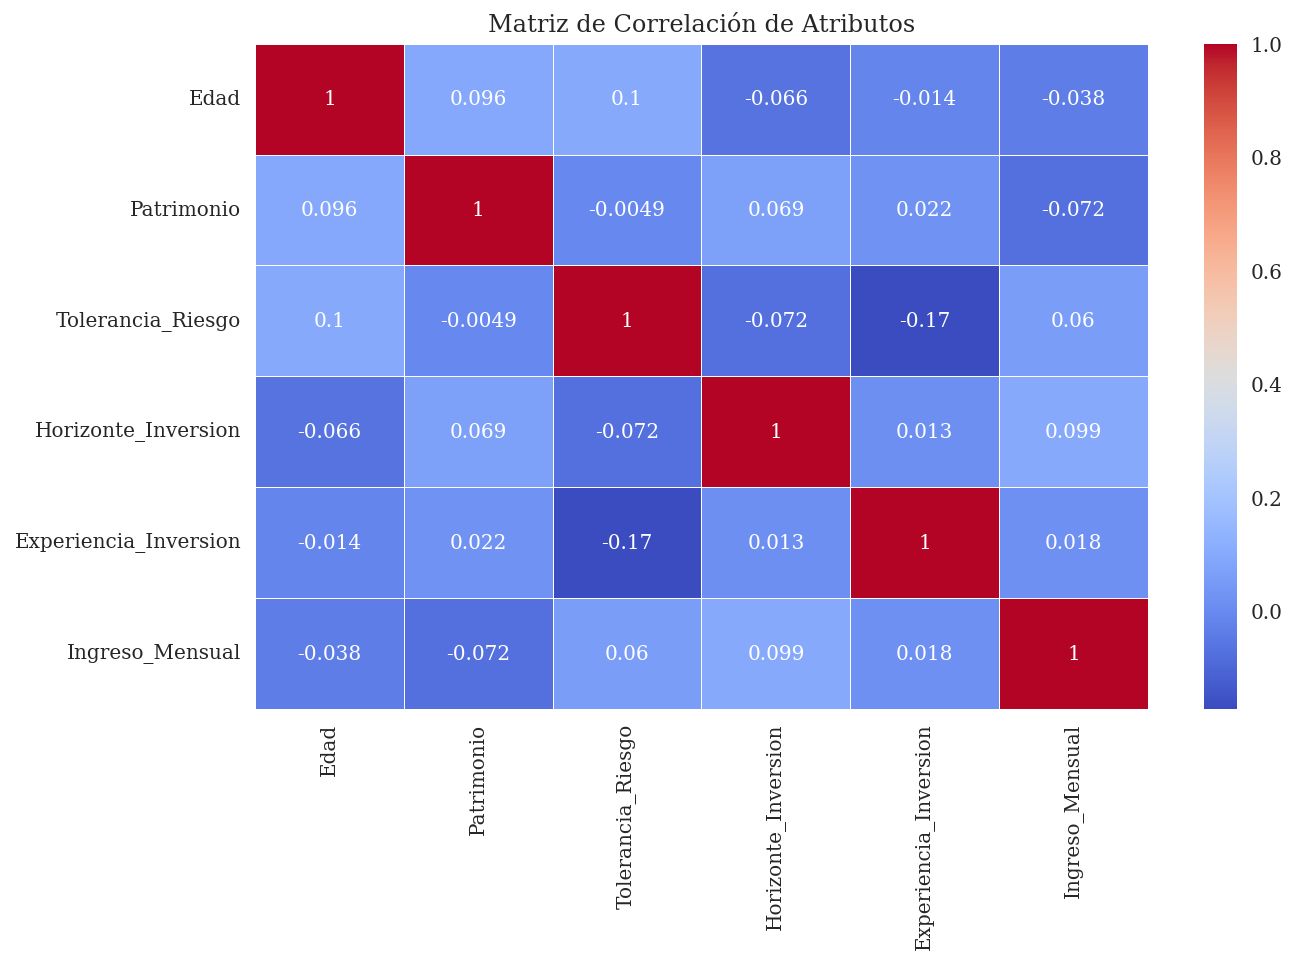 Matriz de Correlación de Atributos
Edad 1 0.096 0.1 -0.066 -0.014 -0.038
Patrimonio 0.096 1 -0.0049 0.069 0.022 -0.072
Tolerancia_Riesgo 0.1 -0.0049 1 -0.072 -0.17 0.06
Horizonte_Inversion -0.066 0.069 -0.072 1 0.013 0.099
Experiencia_Inversion -0.014 0.022 -0.17 0.013 1 0.018
Ingreso_Mensual -0.038 -0.072 0.06 0.099 0.018 1
Edad
Patrimonio
Tolerancia_Riesgo
Horizonte_Inversion
Experiencia_Inversion
Ingreso_Mensual
1.0
0.8
0.6
0.4
0.2
0.0